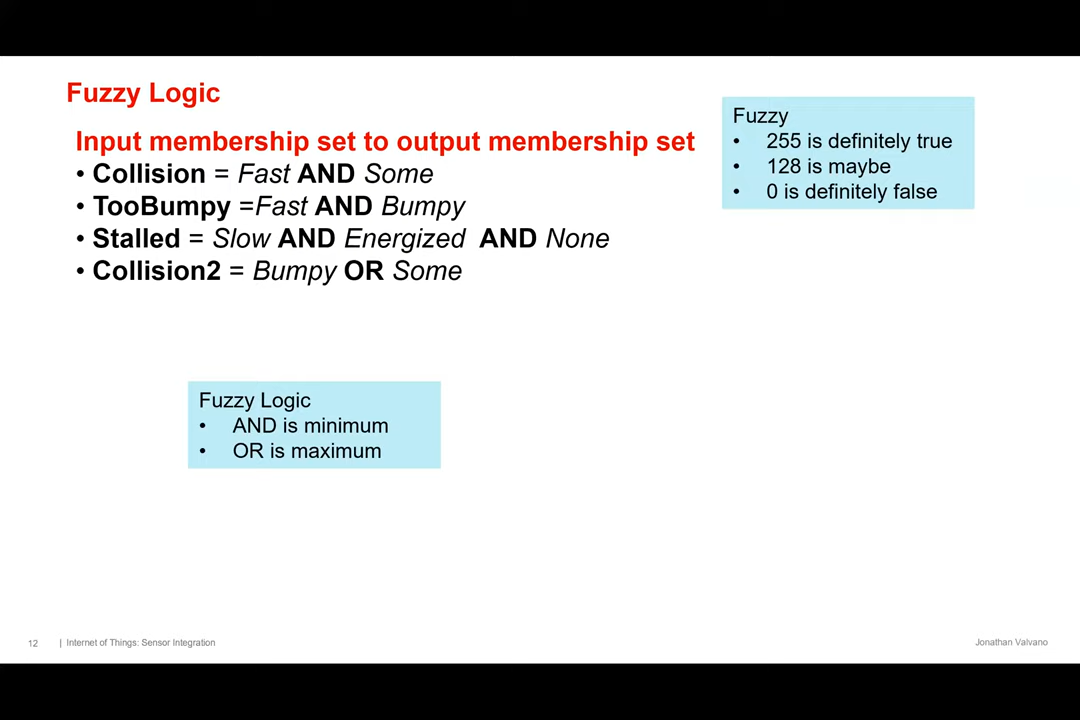 Fuzzy Logic
Input membership set to output membership set
• Collision = Fast AND Some
• TooBumpy =Fast AND Bumpy
• Stalled = Slow AND Energized AND None
• Collision2 = Bumpy OR Some
Fuzzy
• 255 is definitely true
• 128 is maybe
• 0 is definitely false
Fuzzy Logic
• AND is minimum
• OR is maximum
12 | Internet of Things: Sensor Integration
Jonathan Valvano